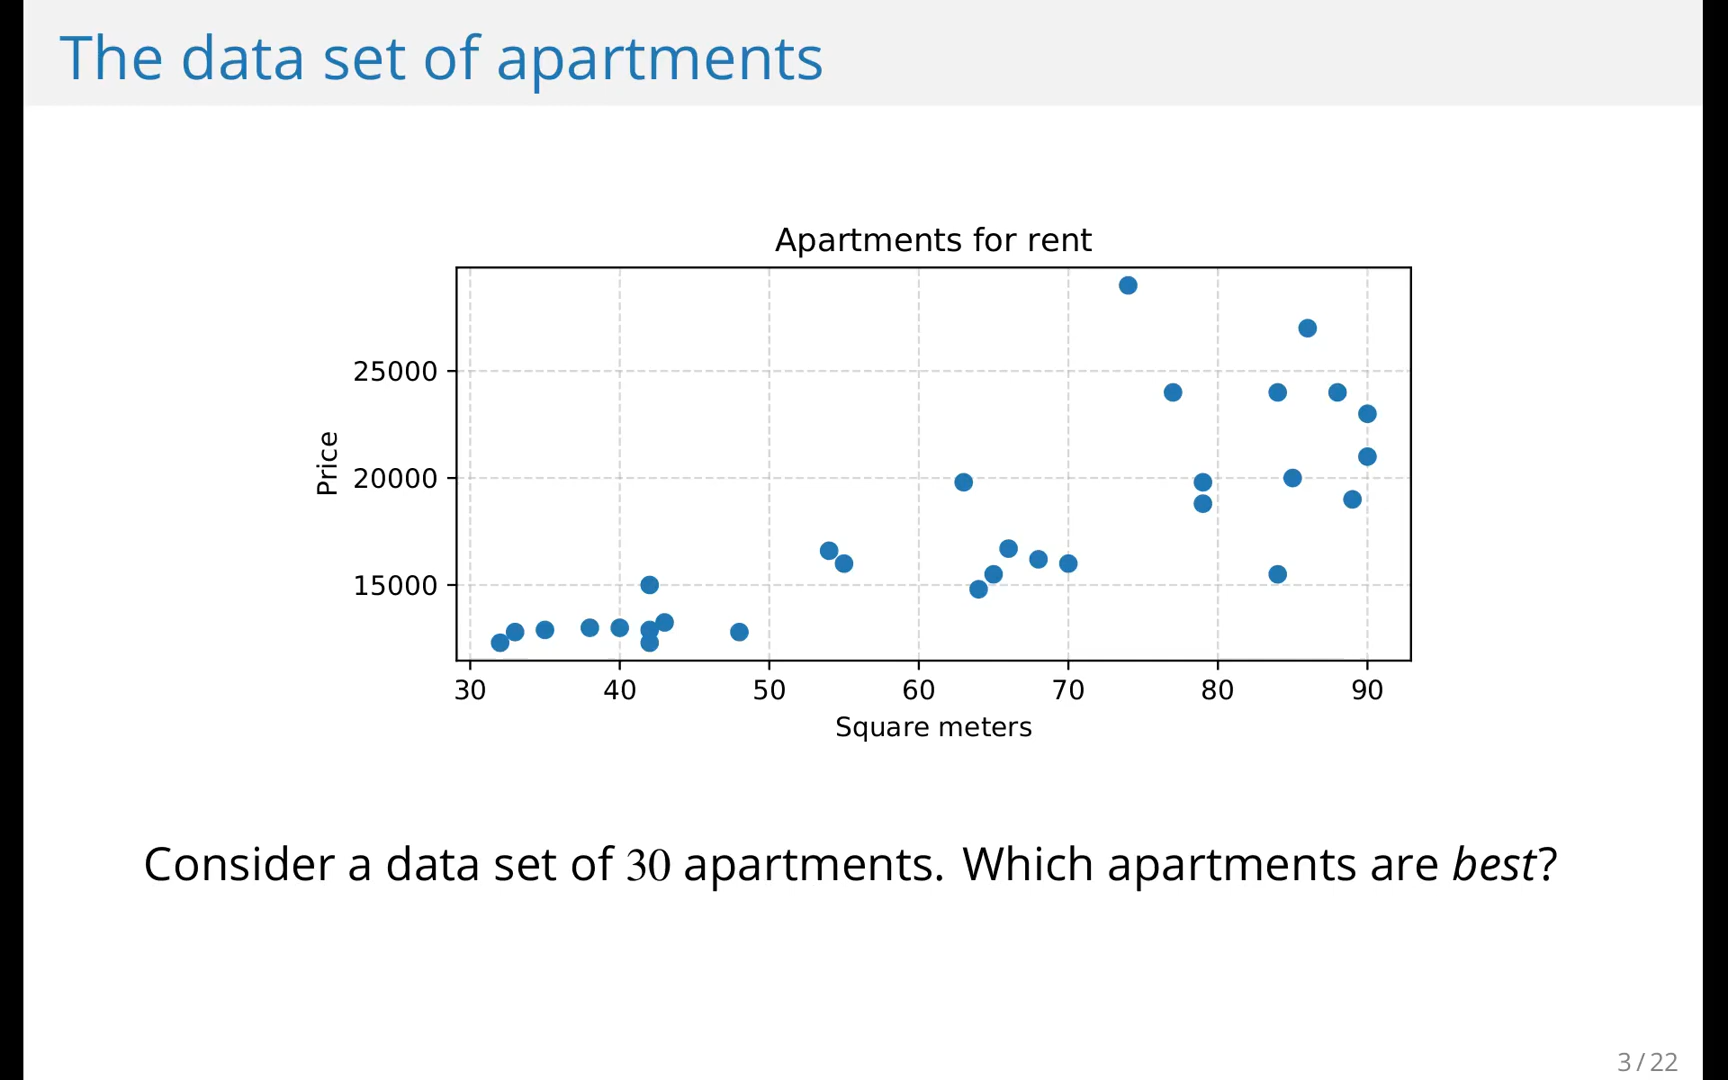 The data set of apartments
Apartments for rent
25000
20000
15000
Price
30 40 50 60 70 80 90
Square meters
Consider a data set of 30 apartments. Which apartments are best?
3 / 22